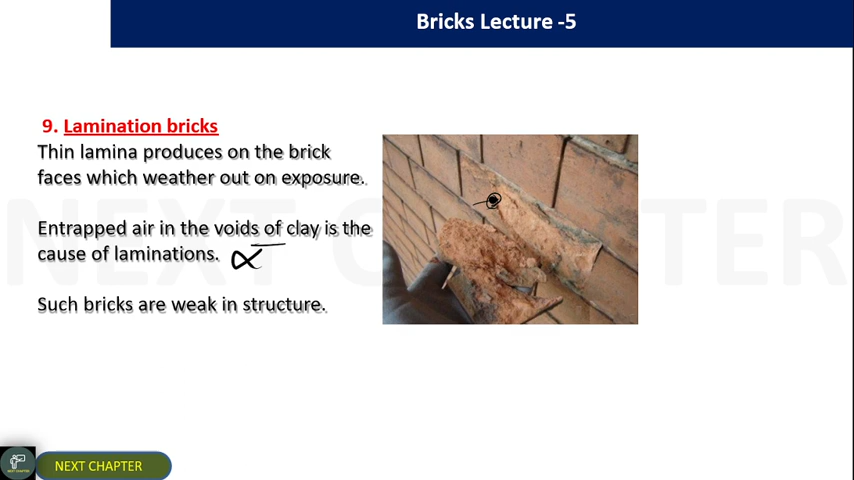 Bricks Lecture -5
9. Lamination bricks
Thin lamina produces on the brick
faces which weather out on exposure.
Entrapped air in the voids of clay is the
cause of laminations.
Such bricks are weak in structure.
NEXT CHAPTER
NEXT CHAPTER
NEXT CHAPTER